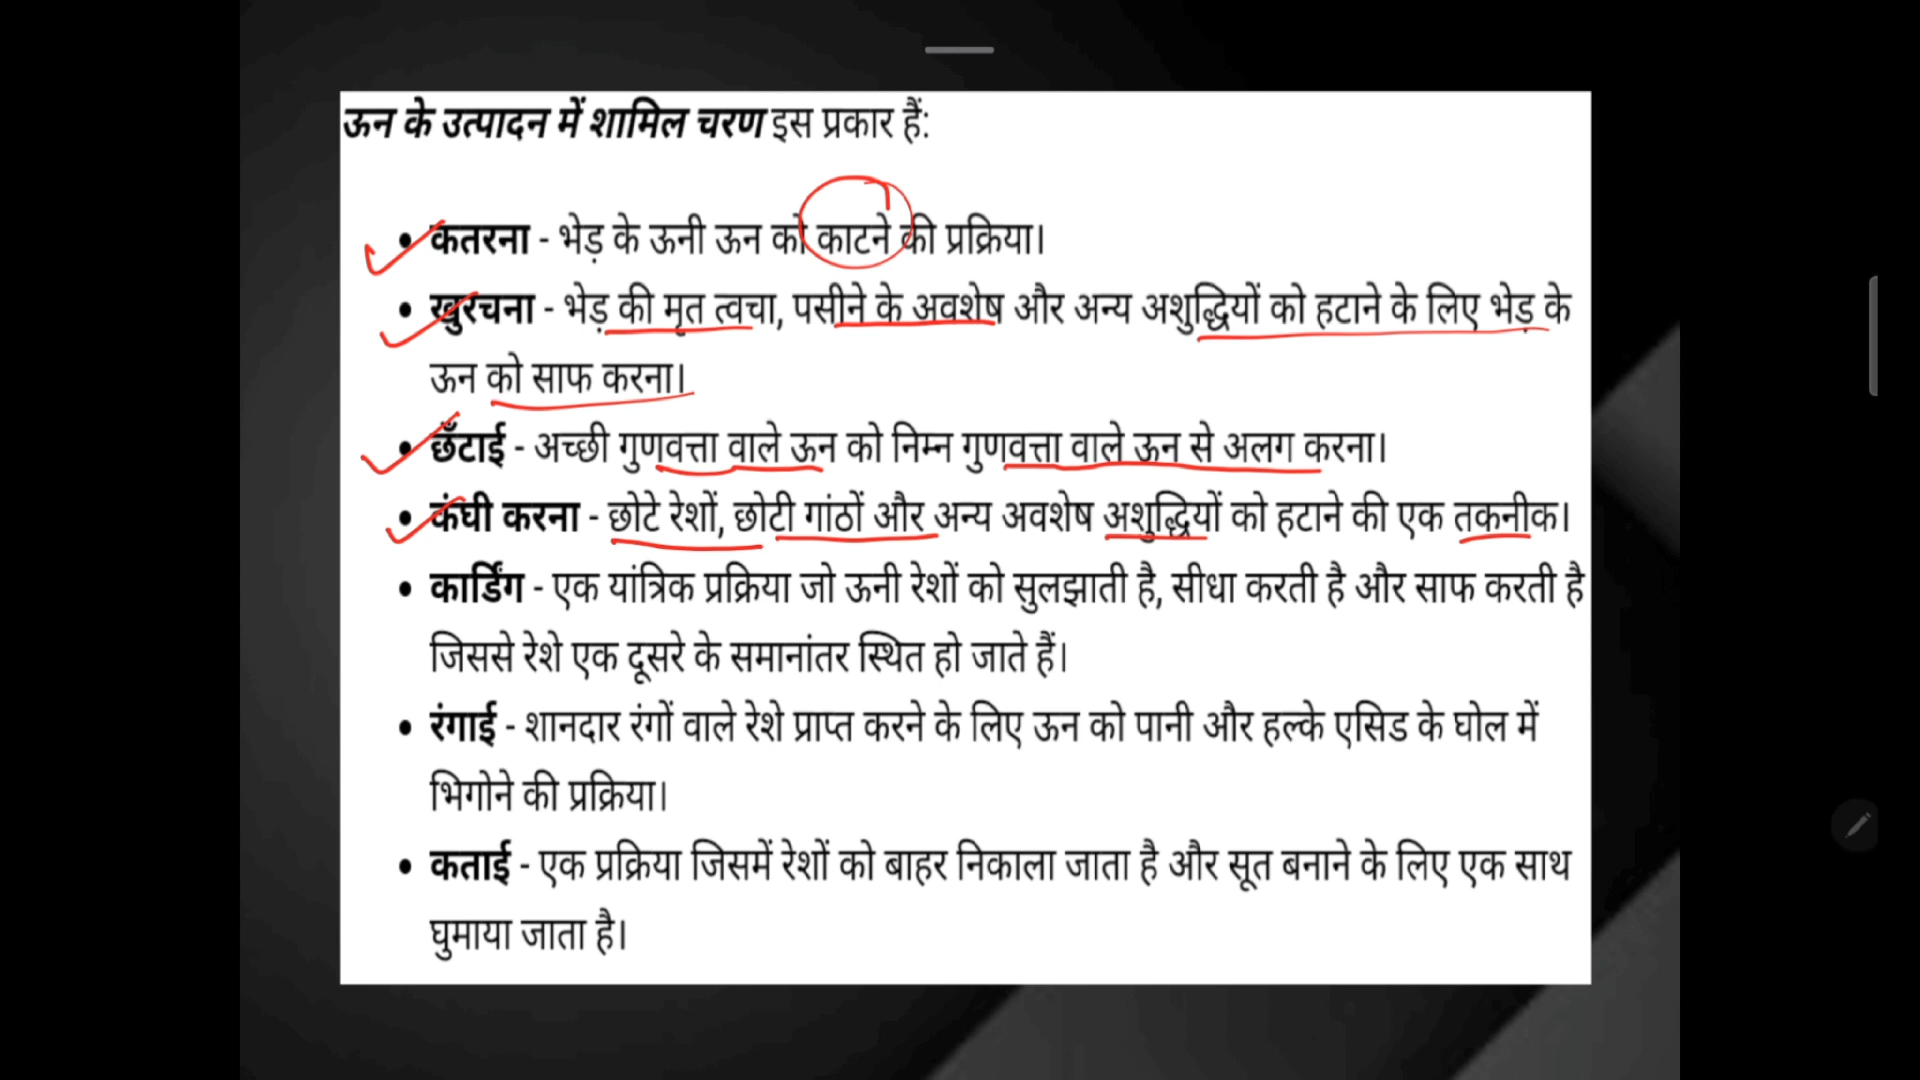 ऊन के उत्पादन में शामिल चरण इस प्रकार हैं:
• कतरना - भेड़ के ऊनी ऊन को काटने की प्रक्रिया।
• खुरचना - भेड़ की मृत त्वचा, पसीने के अवशेष और अन्य अशुद्धियों को हटाने के लिए भेड़ के
ऊन को साफ करना।
• छँटाई - अच्छी गुणवत्ता वाले ऊन को निम्न गुणवत्ता वाले ऊन से अलग करना।
• कंघी करना - छोटे रेशों, छोटी गांठों और अन्य अवशेष अशुद्धियों को हटाने की एक तकनीक।
• कार्डिंग - एक यांत्रिक प्रक्रिया जो ऊनी रेशों को सुलझाती है, सीधा करती है और साफ करती है
जिससे रेशे एक दूसरे के समानांतर स्थित हो जाते हैं।
• रंगाई - शानदार रंगों वाले रेशे प्राप्त करने के लिए ऊन को पानी और हल्के एसिड के घोल में
भिगोने की प्रक्रिया।
• कताई - एक प्रक्रिया जिसमें रेशों को बाहर निकाला जाता है और सूत बनाने के लिए एक साथ
घुमाया जाता है।